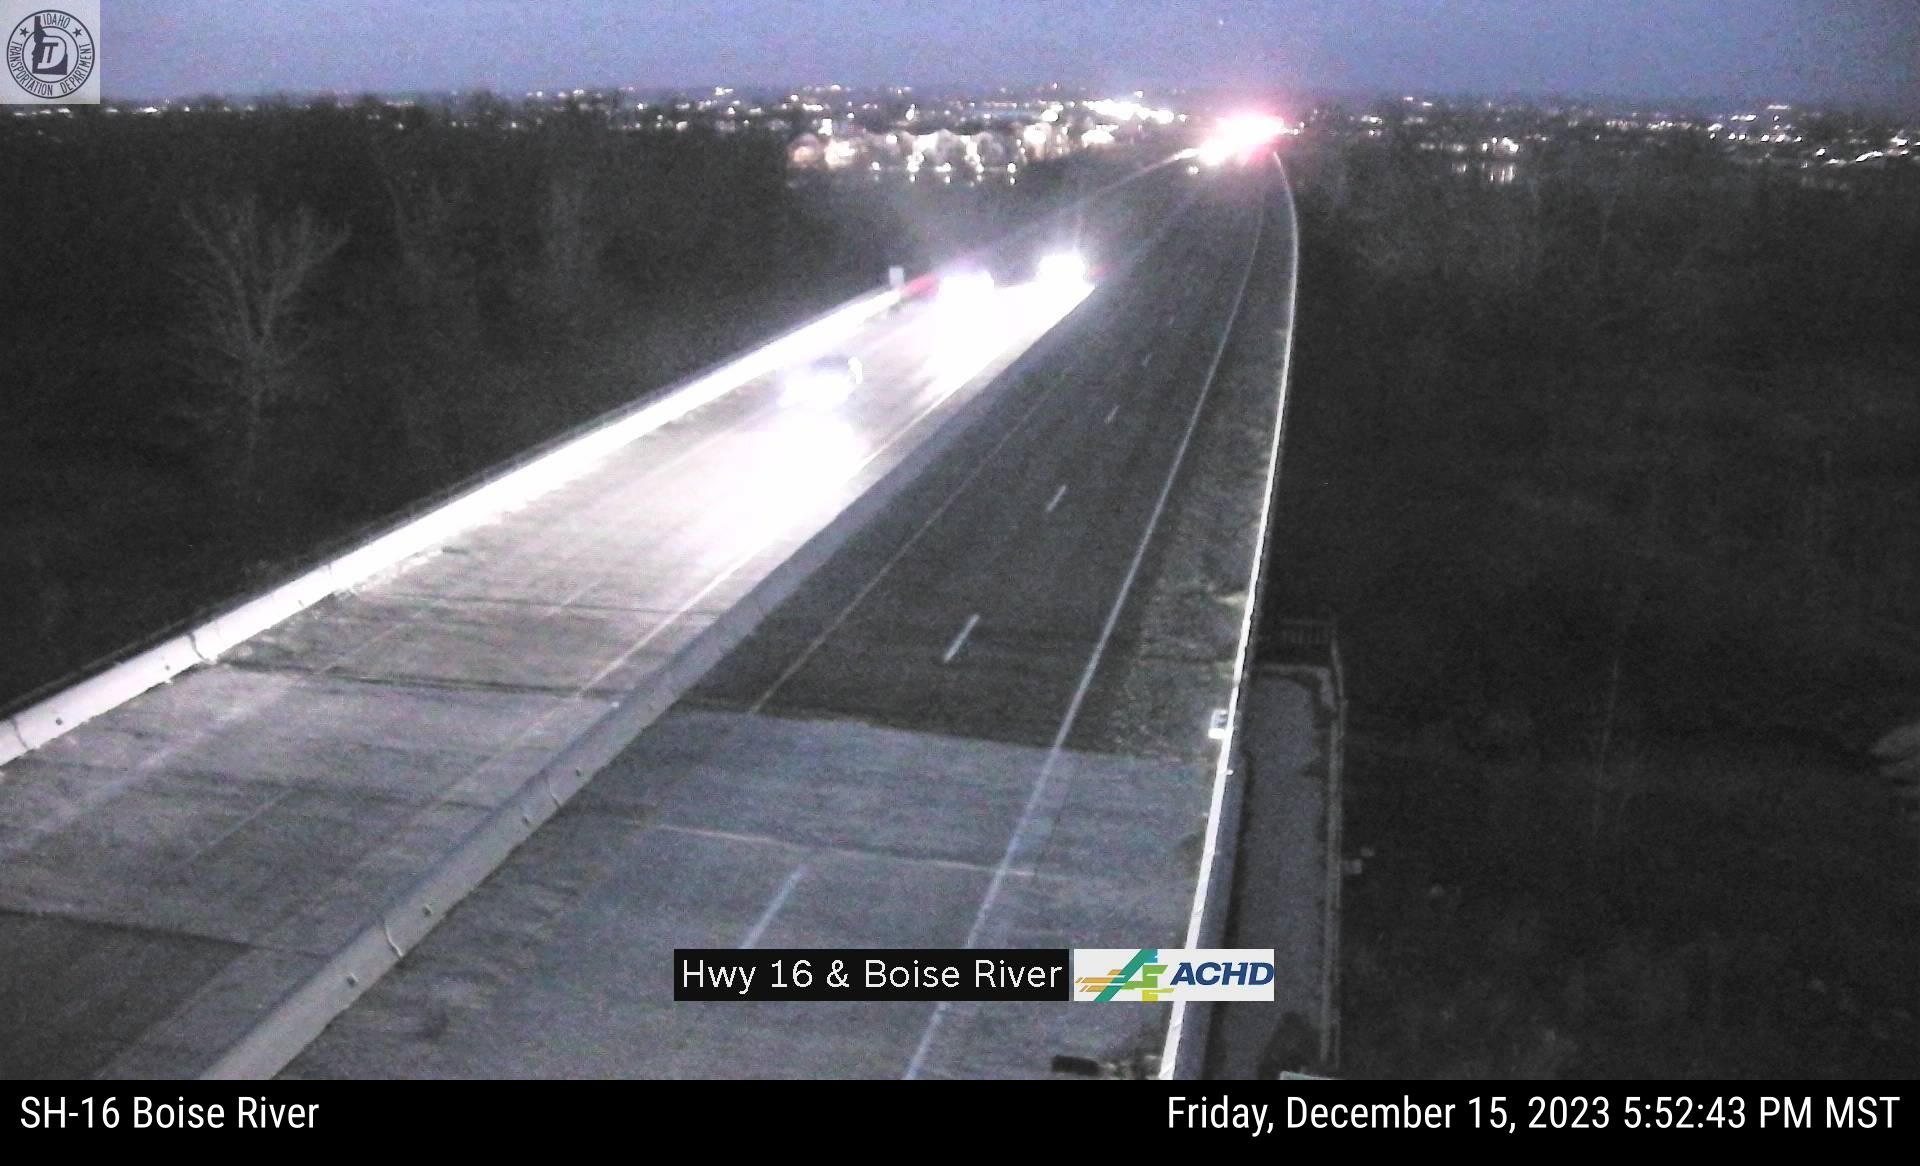 IDAHO
TRANSPORTATION DEPARTMENT
Hwy 16 & Boise River
ACHD
SH-16 Boise River
Friday, December 15, 2023 5:52:43 PM MST